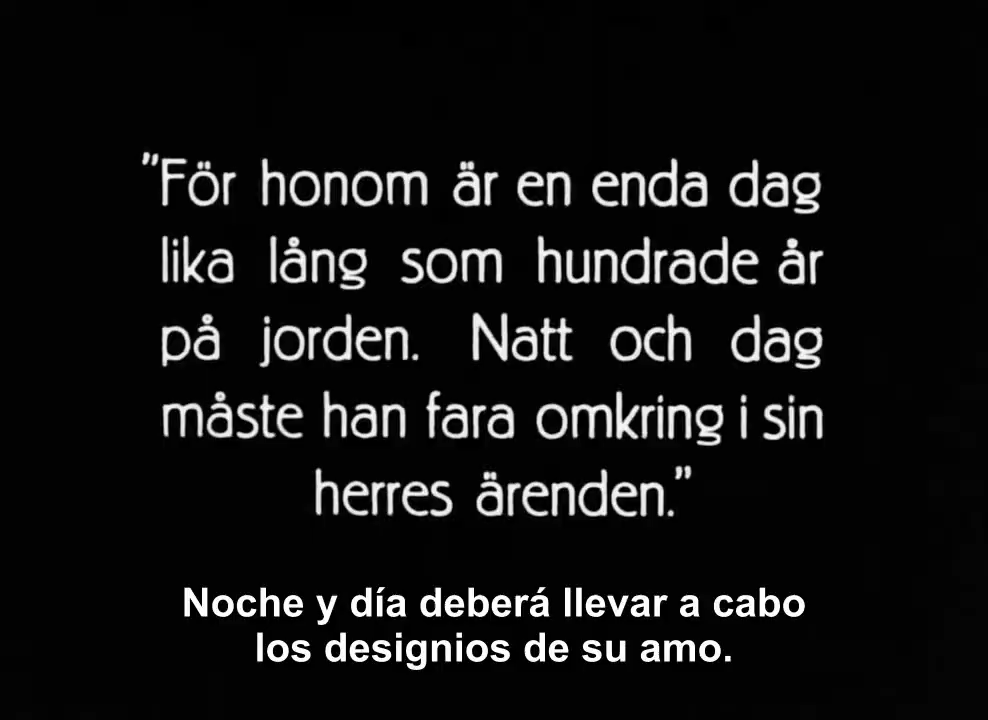 "För honom är en enda dag
lika lång som hundrade år
på jorden. Natt och dag
måste han fara omkring i sin
herres ärenden."
Noche y día deberá llevar a cabo
los designios de su amo.